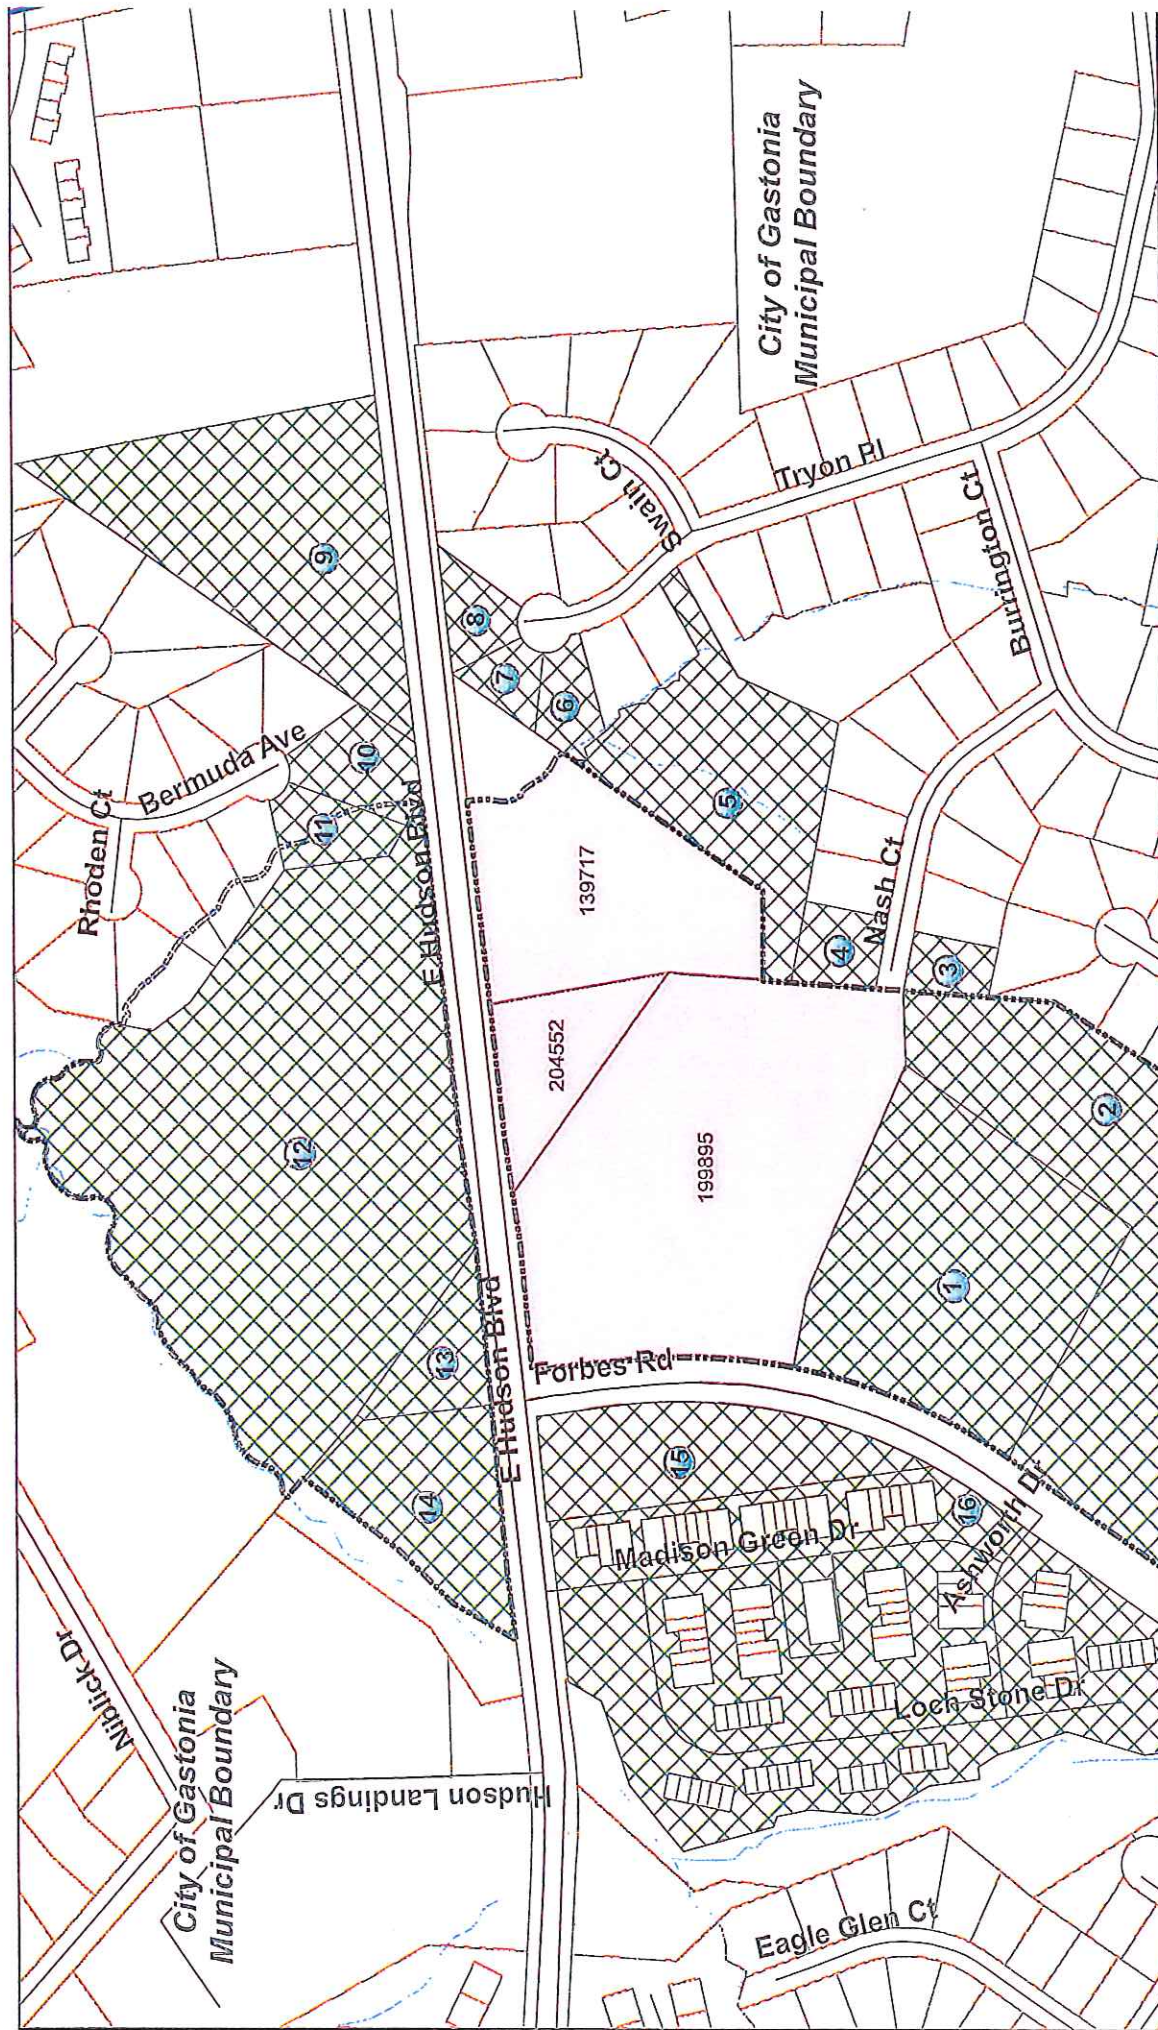 City of Gastonia
Municipal Boundary
Niblick Dr
Hudson Landings Dr
Eagle Glen Ct
Loch Stone Dr
Madison Green Dr
Ashworth Dr
Forbes Rd
E Hudson Blvd
E Hudson Blvd
Rhoden Ct
Bermuda Ave
Nash Ct
Burrington Ct
Swain Ct
Tryon Pl
City of Gastonia
Municipal Boundary
199895
204552
139717
1
2
3
4
5
6
7
8
9
10
11
12
13
14
15
16